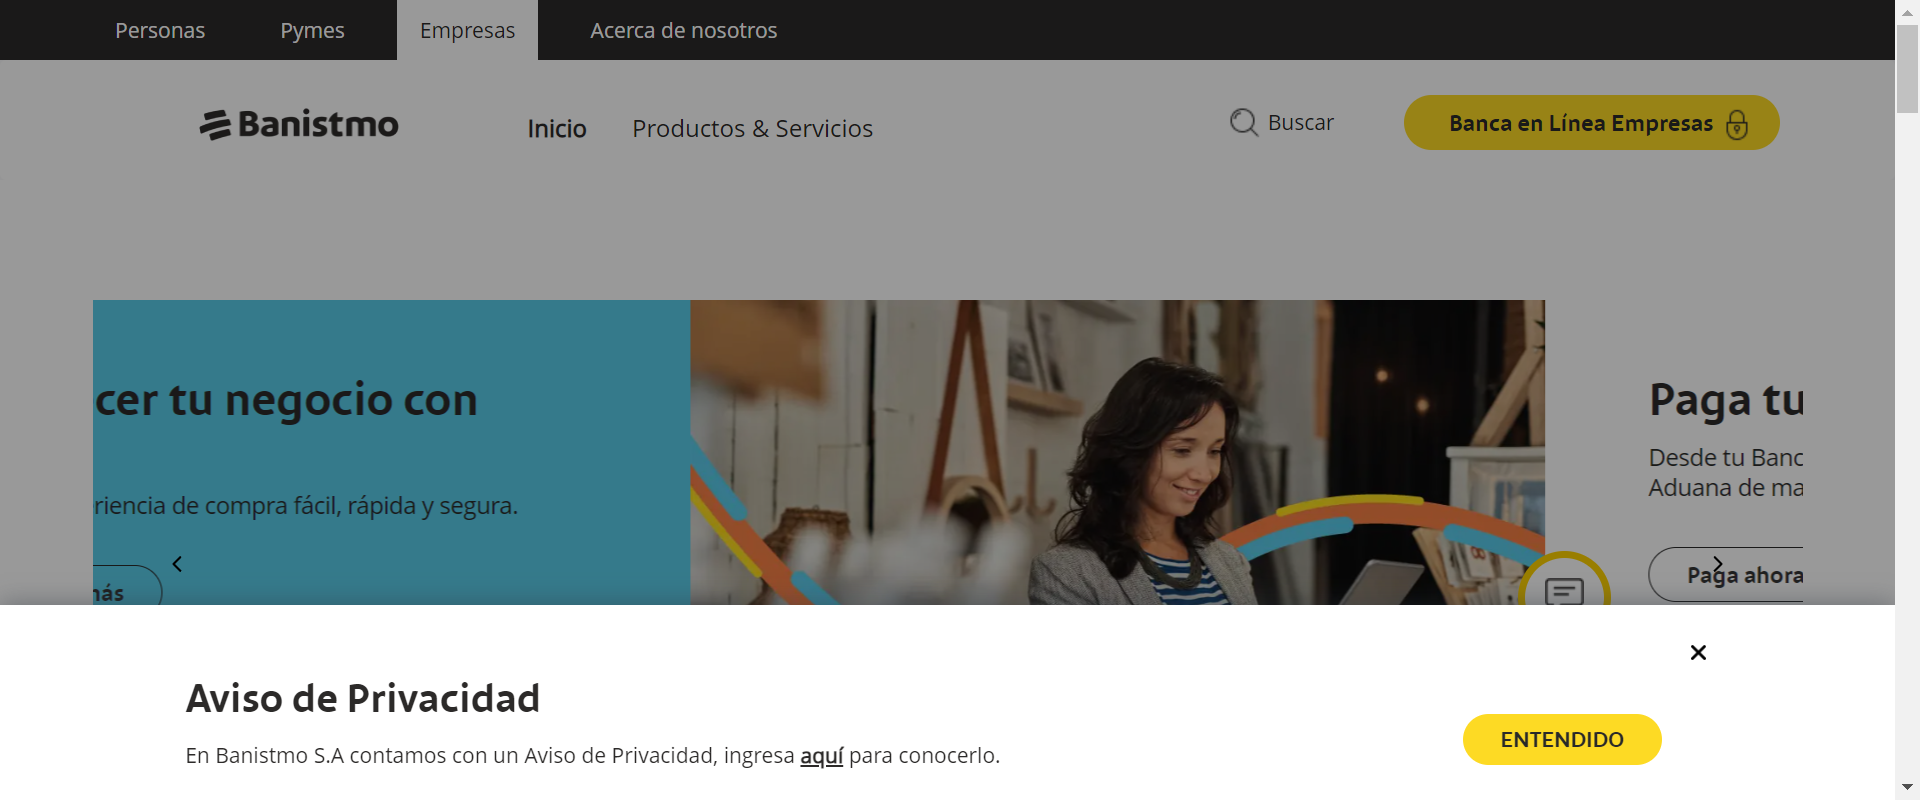 Personas Pymes Empresas Acerca de nosotros
Banistmo Inicio Productos & Servicios Buscar Banca en Línea Empresas
cer tu negocio con
riencia de compra fácil, rápida y segura.
nás
Paga tu
Desde tu Banc
Aduana de ma
Paga ahora
Aviso de Privacidad
En Banistmo S.A contamos con un Aviso de Privacidad, ingresa aquí para conocerlo.
ENTENDIDO